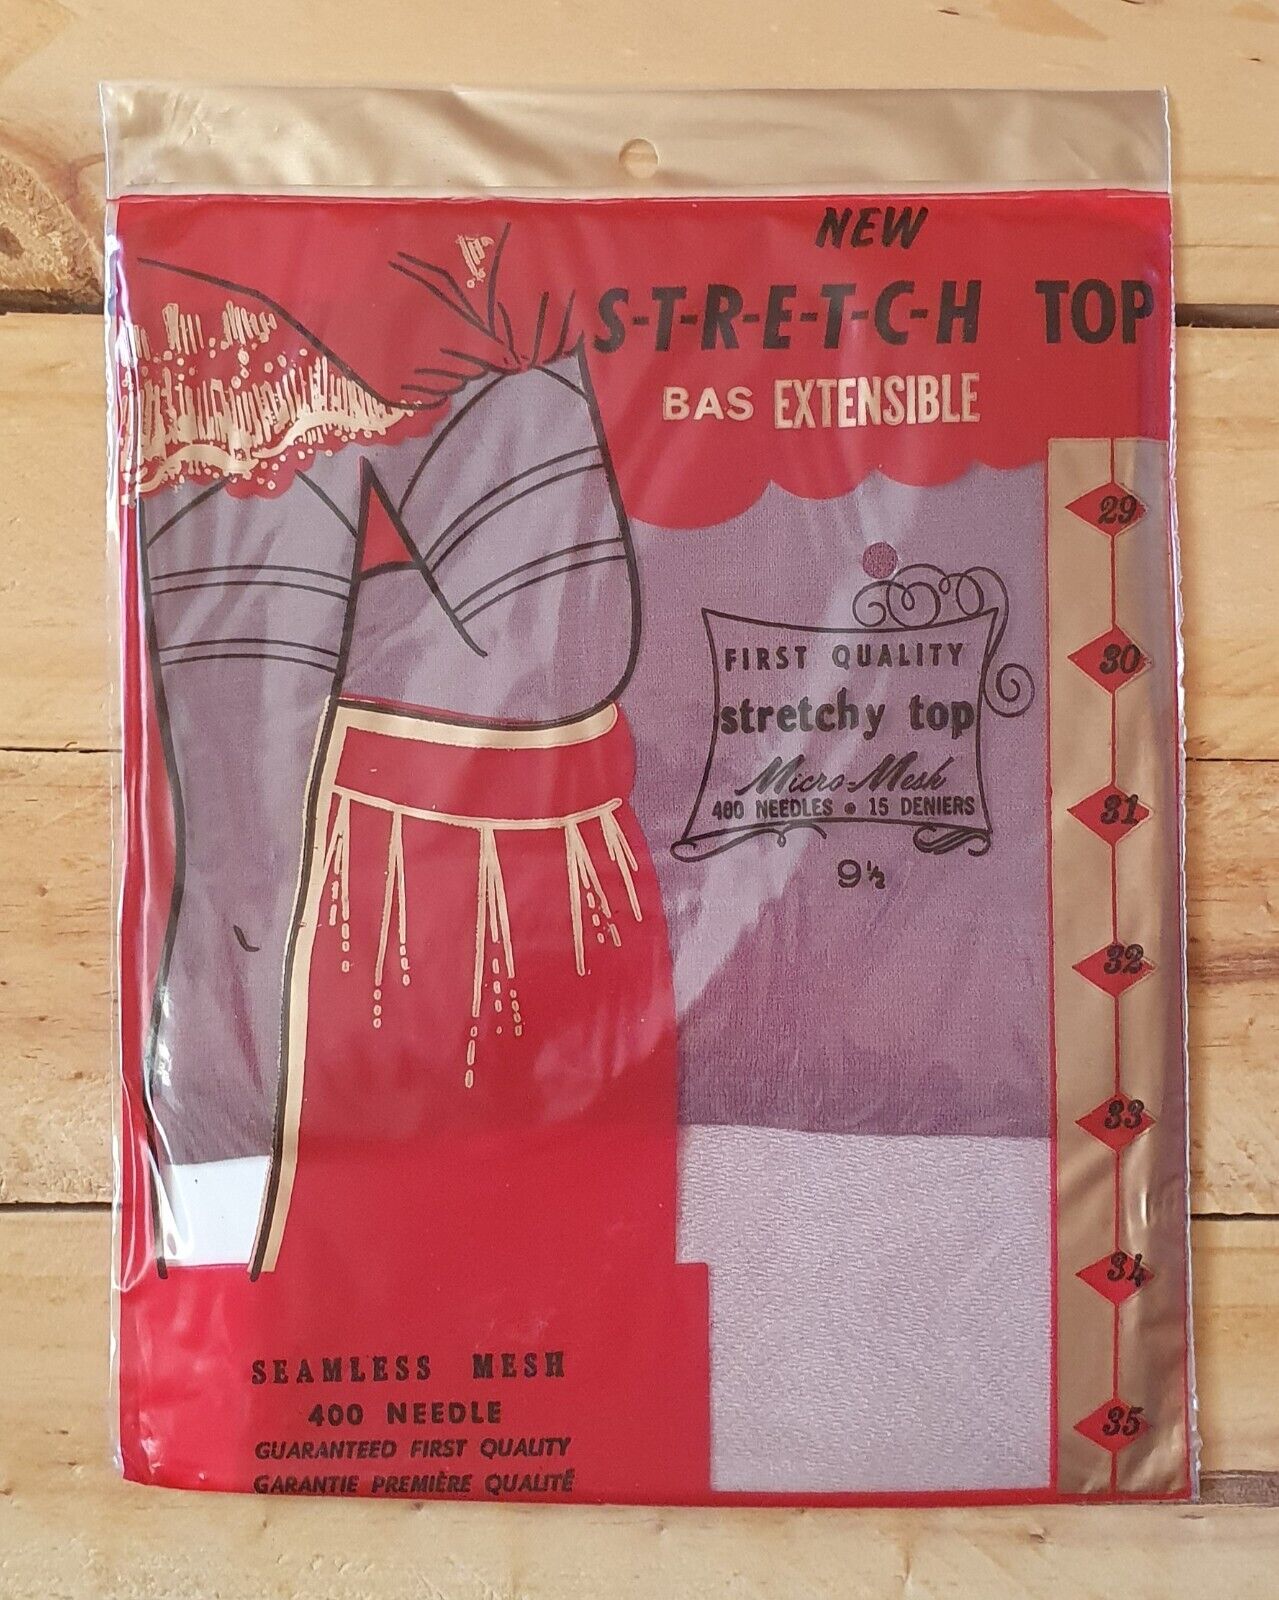 NEW
S-T-R-E-T-C-H TOP
BAS EXTENSIBLE
29
30
31
32
33
34
35
FIRST QUALITY
stretchy top
Micro-Mesh
400 NEEDLES • 15 DENIERS
9½
SEAMLESS MESH
400 NEEDLE
GUARANTEED FIRST QUALITY
GARANTIE PREMIÈRE QUALITÉ